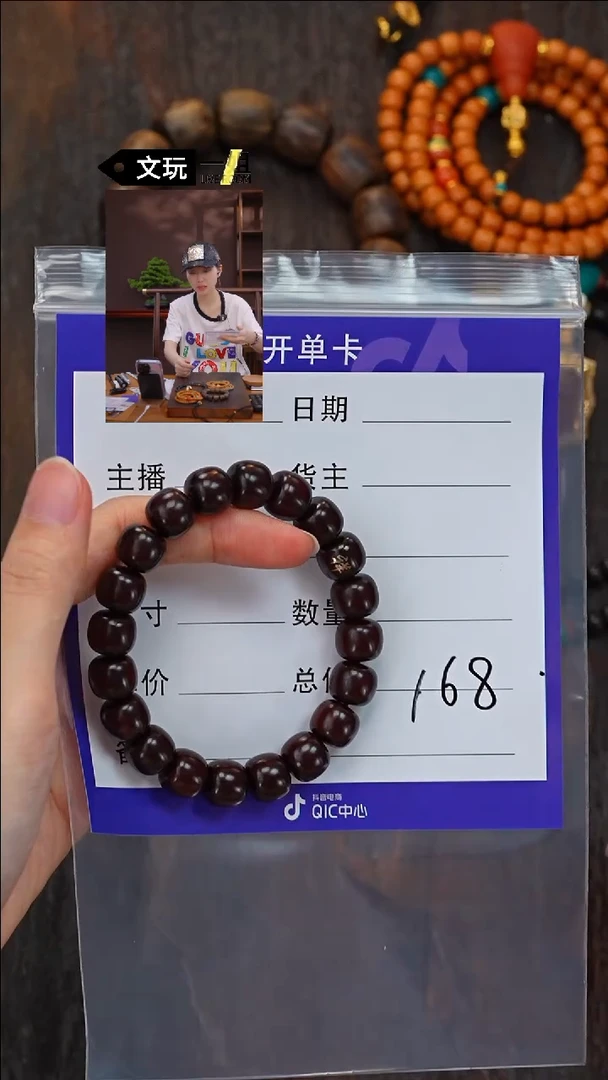 文玩
开单卡
日期
主播 货主
寸 数量
价 总 168
抖音电商
QIC中心